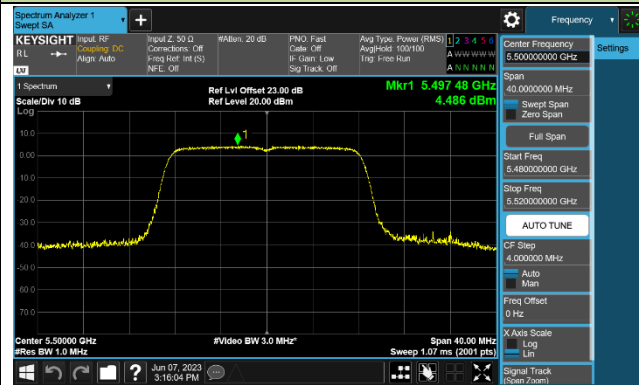 Spectrum Analyzer 1
Swept SA
Frequency
KEYSIGHT
RL
LXI
Input: RF
Coupling: DC
Align: Auto
Input Z: 50 Ω
Corrections: Off
Freq Ref: Int (S)
NFE: Off
#Atten: 20 dB
PNO: Fast
Gate: Off
IF Gain: Low
Sig Track: Off
Avg Type: Power (RMS)
Avg|Hold: 100/100
Trig: Free Run
1 2 3 4 5 6
A W W W W W
A N N N N N
1 Spectrum
Scale/Div 10 dB
Log
Ref Lvl Offset 23.00 dB
Ref Level 20.00 dBm
Mkr1 5.497 48 GHz
4.486 dBm
1
10.0
0.00
-10.0
-20.0
-30.0
-40.0
-50.0
-60.0
-70.0
Center 5.50000 GHz
#Res BW 1.0 MHz
#Video BW 3.0 MHz*
Span 40.00 MHz
Sweep 1.07 ms (2001 pts)
Jun 07, 2023
3:16:04 PM
Center Frequency
5.500000000 GHz
Settings
Span
40.0000000 MHz
Swept Span
Zero Span
Full Span
Start Freq
5.480000000 GHz
Stop Freq
5.520000000 GHz
AUTO TUNE
CF Step
4.000000 MHz
Auto
Man
Freq Offset
0 Hz
X Axis Scale
Log
Lin
Signal Track
(Span Zoom)